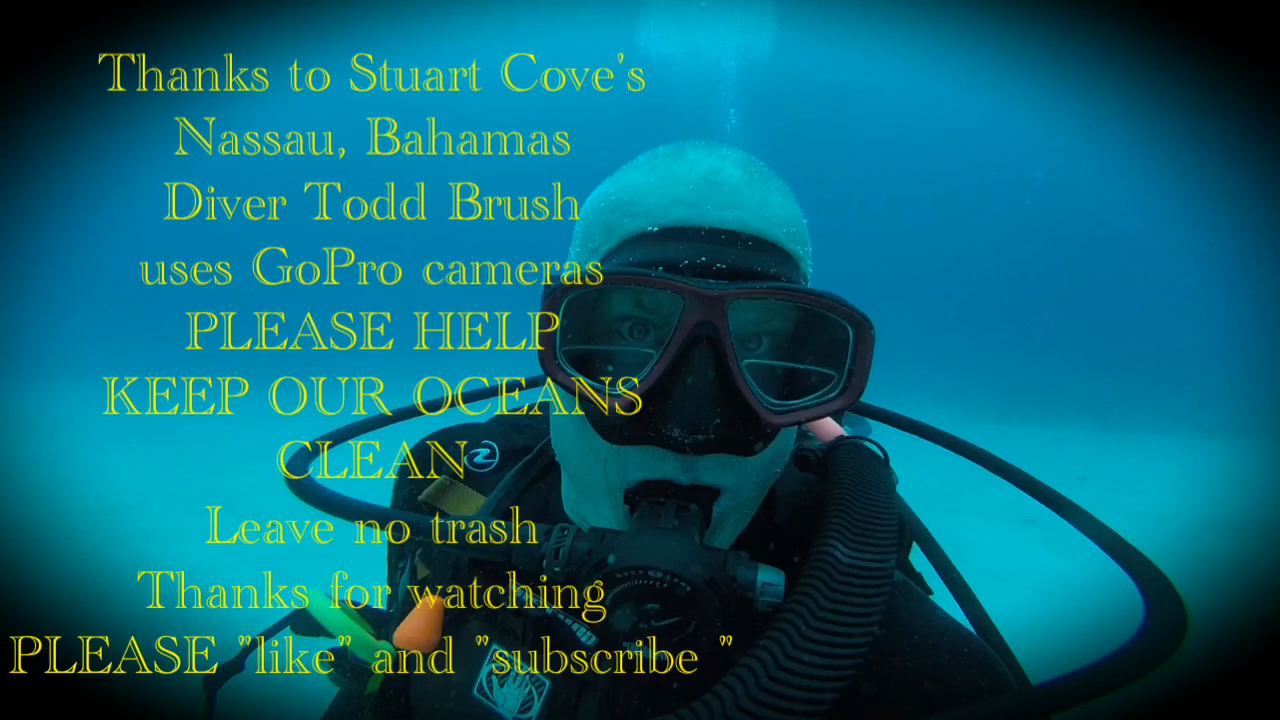 Thanks to Stuart Cove's
Nassau, Bahamas
Diver Todd Brush
uses GoPro cameras
PLEASE HELP
KEEP OUR OCEANS
CLEAN
Leave no trash
Thanks for watching
PLEASE "like" and "subscribe "